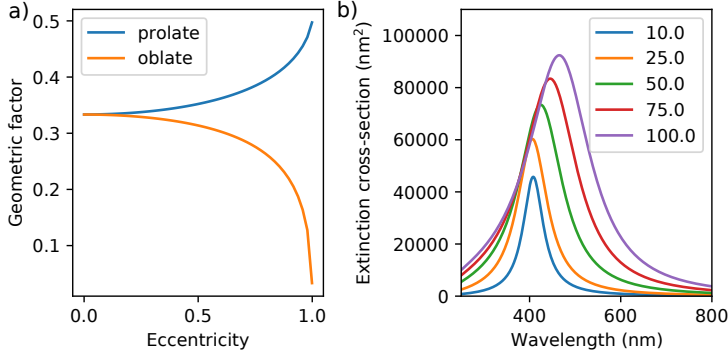 a)
0.5
0.4
0.3
0.2
0.1
Geometric factor
prolate
oblate
0.0
0.5
1.0
Eccentricity
b)
100000
80000
60000
40000
20000
0
Extinction cross-section (nm²)
10.0
25.0
50.0
75.0
100.0
400
600
800
Wavelength (nm)